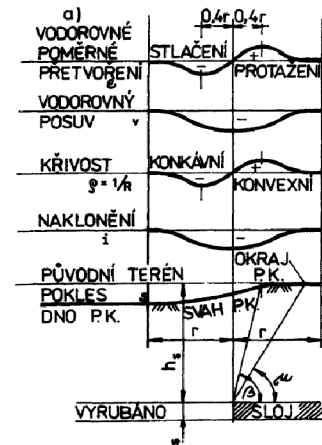 a)
0,4r 0,4r
VODOROVNÉ
POMĚRNÉ STLAČENÍ +
PŘETVOŘENÍ - PROTAŽENÍ
ε
VODOROVNÝ
POSUV v -
KŘIVOST KONKÁVNÍ +
ϱ = 1/R - KONVEXNÍ
NAKLONĚNÍ -
i OKRAJ
PŮVODNÍ TERÉN P.K.
POKLES s
DNO P.K. SVAH P.K.
r r
hs
β μ
VYRUBÁNO SLOJ